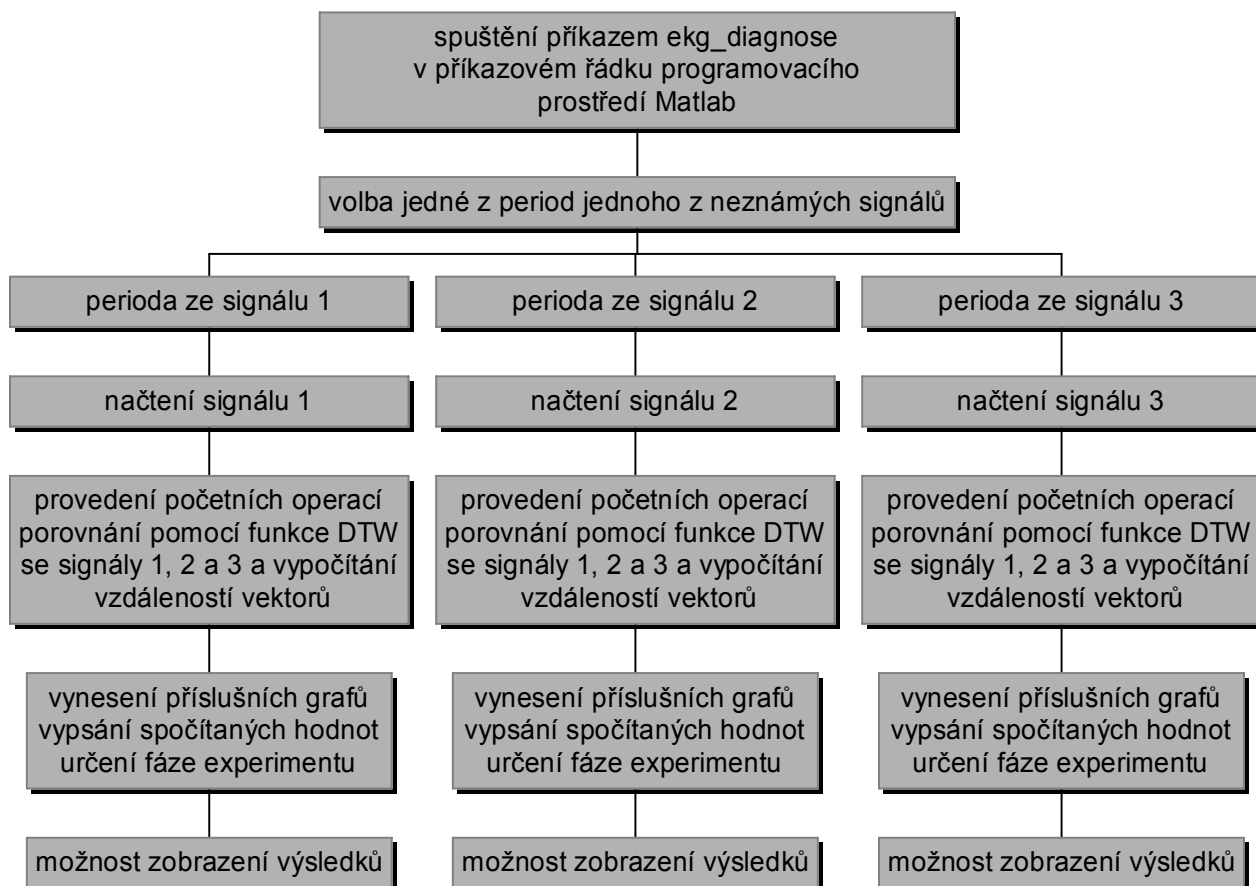 spuštění příkazem ekg_diagnose
v příkazovém řádku programovacího
prostředí Matlab
volba jedné z period jednoho z neznámých signálů
perioda ze signálu 1
perioda ze signálu 2
perioda ze signálu 3
načtení signálu 1
načtení signálu 2
načtení signálu 3
provedení početních operací
porovnání pomocí funkce DTW
se signály 1, 2 a 3 a vypočítání
vzdáleností vektorů
provedení početních operací
porovnání pomocí funkce DTW
se signály 1, 2 a 3 a vypočítání
vzdáleností vektorů
provedení početních operací
porovnání pomocí funkce DTW
se signály 1, 2 a 3 a vypočítání
vzdáleností vektorů
vynesení příslušních grafů
vypsání spočítaných hodnot
určení fáze experimentu
vynesení příslušních grafů
vypsání spočítaných hodnot
určení fáze experimentu
vynesení příslušních grafů
vypsání spočítaných hodnot
určení fáze experimentu
možnost zobrazení výsledků
možnost zobrazení výsledků
možnost zobrazení výsledků